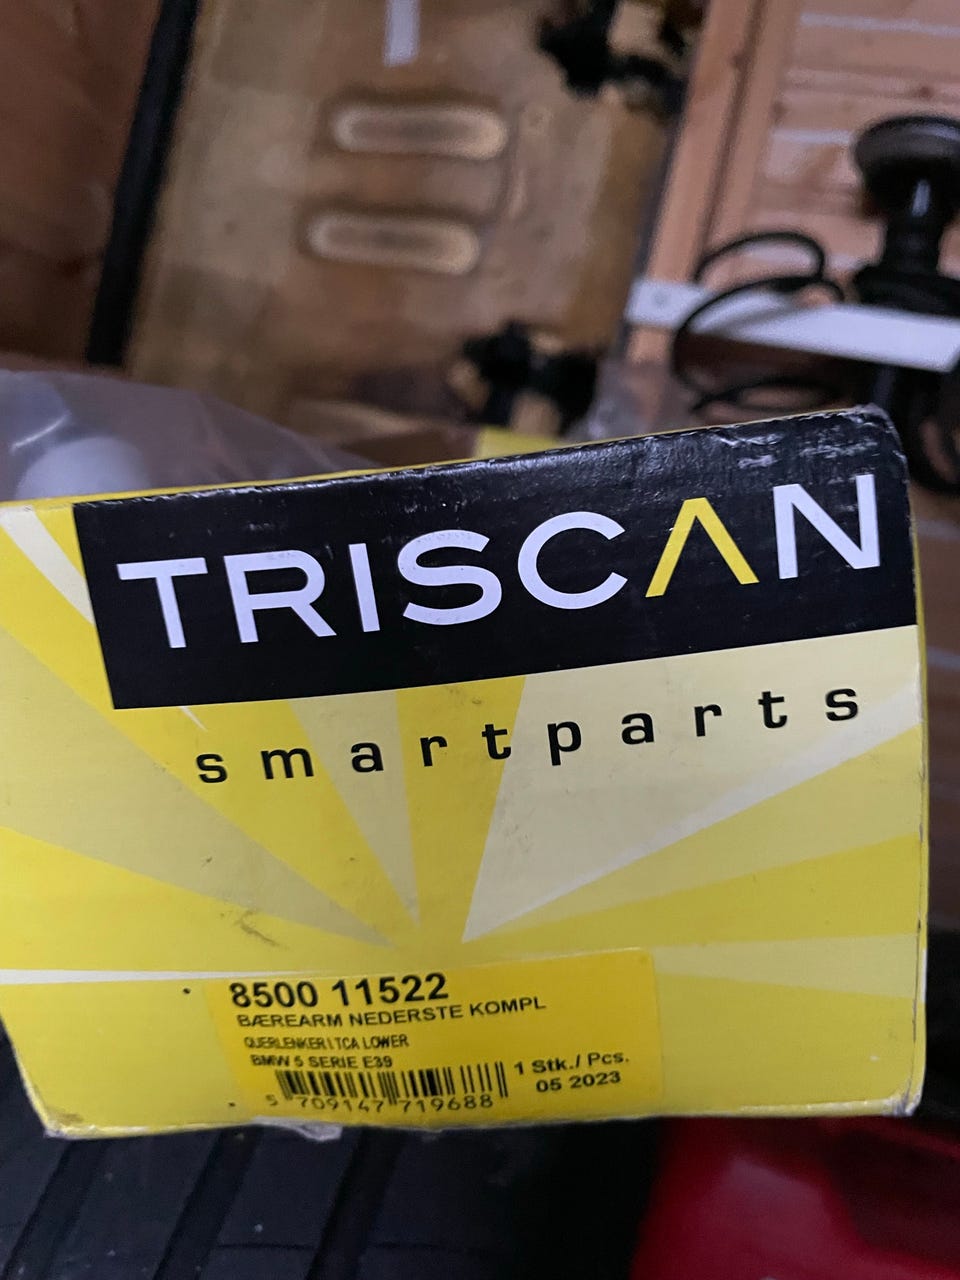 TRISCAN
smartparts
8500 11522
BÆREARM NEDERSTE KOMPL
QUERLENKER \ TCA LOWER
BMW 5 SERIE E39
1 Stk./ Pcs.
05 2023
5 709147 719688